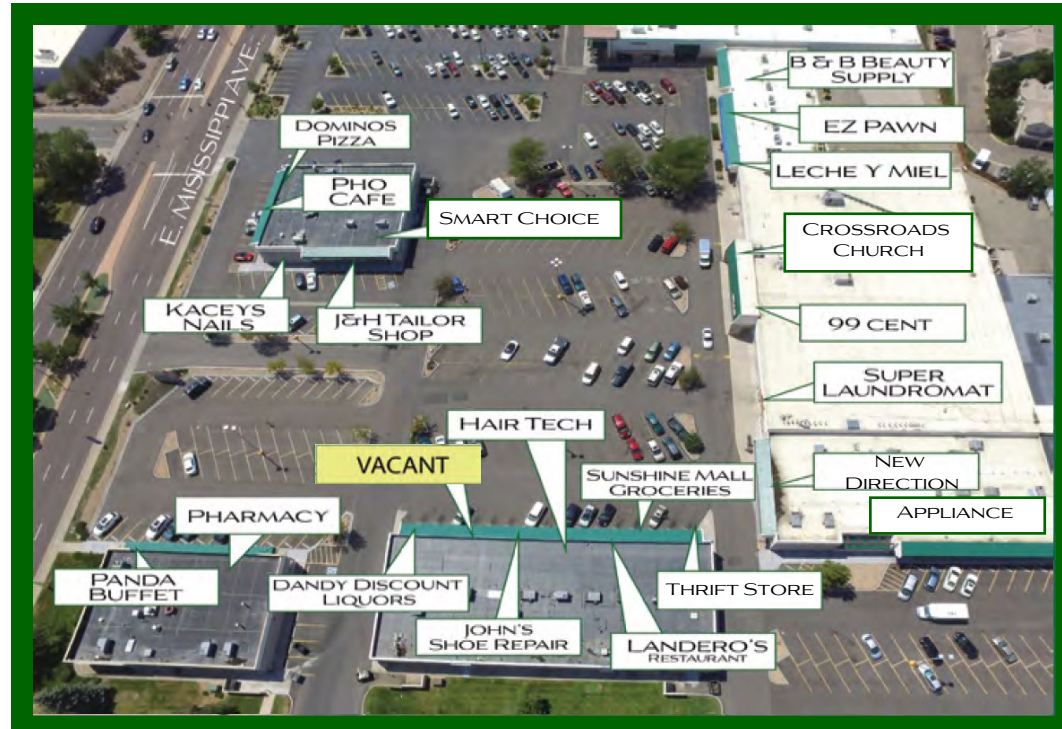 E. MISISSIPPI AVE.
B & B BEAUTY
SUPPLY
DOMINOS
PIZZA
EZ PAWN
LECHE Y MIEL
PHO
CAFE
SMART CHOICE
CROSSROADS
CHURCH
KACEYS
NAILS
J&H TAILOR
SHOP
99 CENT
SUPER
LAUNDROMAT
HAIR TECH
VACANT
SUNSHINE MALL
GROCERIES
NEW
DIRECTION
APPLIANCE
PHARMACY
PANDA
BUFFET
DANDY DISCOUNT
LIQUORS
THRIFT STORE
JOHN'S
SHOE REPAIR
LANDERO'S
RESTAURANT